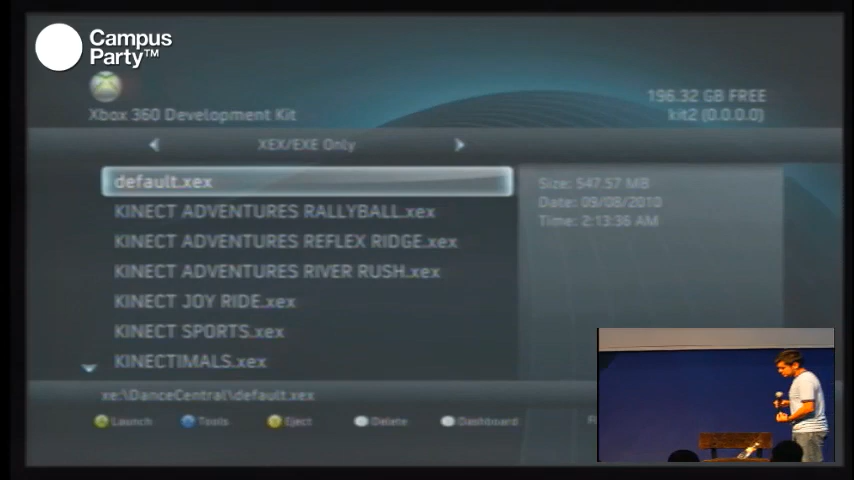 Campus
Party™
196.32 GB FREE
Xbox 360 Development Kit
kit2 (0.0.0.0)
XEX/EXE Only
default.xex
Size: 547.57 MB
Date: 09/08/2010
Time: 2:13:36 AM
KINECT ADVENTURES RALLYBALL.xex
KINECT ADVENTURES REFLEX RIDGE.xex
KINECT ADVENTURES RIVER RUSH.xex
KINECT JOY RIDE.xex
KINECT SPORTS.xex
KINECTIMALS.xex
xe:\DanceCentral\default.xex
Launch
Tools
Eject
Delete
Dashboard